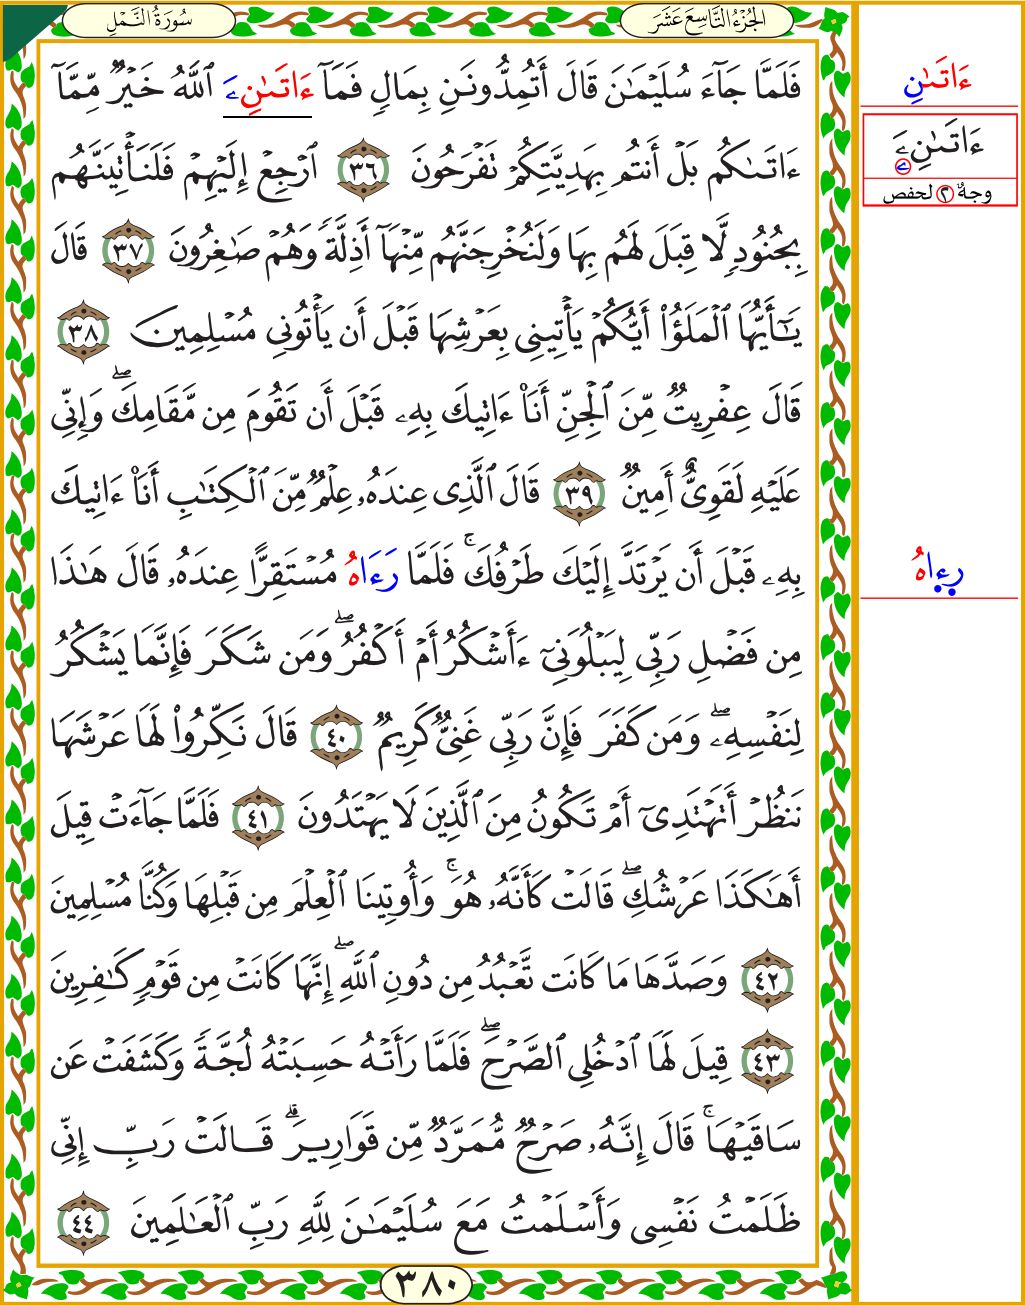 الجُزْءُ التَّاسِعَ عَشَرَ
سُورَةُ النَّمْلِ
فَلَمَّا جَآءَ سُلَيۡمَٰنَ قَالَ أَتُمِدُّونَنِ بِمَالٖ فَمَآ ءَاتَىٰنِۦَ ٱللَّهُ خَيۡرٞ مِّمَّآ
ءَاتَىٰكُم بَلۡ أَنتُم بِهَدِيَّتِكُمۡ تَفۡرَحُونَ ٣٦ ٱرۡجِعۡ إِلَيۡهِمۡ فَلَنَأۡتِيَنَّهُم
بِجُنُودٖ لَّا قِبَلَ لَهُم بِهَا وَلَنُخۡرِجَنَّهُم مِّنۡهَآ أَذِلَّةٗ وَهُمۡ صَٰغِرُونَ ٣٧ قَالَ
يَٰٓأَيُّهَا ٱلۡمَلَؤُاْ أَيُّكُمۡ يَأۡتِينِي بِعَرۡشِهَا قَبۡلَ أَن يَأۡتُونِي مُسۡلِمِينَ ٣٨
قَالَ عِفۡرِيتٞ مِّنَ ٱلۡجِنِّ أَنَا۠ ءَاتِيكَ بِهِۦ قَبۡلَ أَن تَقُومَ مِن مَّقَامِكَۖ وَإِنِّي
عَلَيۡهِ لَقَوِيٌّ أَمِينٞ ٣٩ قَالَ ٱلَّذِي عِندَهُۥ عِلۡمٞ مِّنَ ٱلۡكِتَٰبِ أَنَا۠ ءَاتِيكَ
بِهِۦ قَبۡلَ أَن يَرۡتَدَّ إِلَيۡكَ طَرۡفُكَۚ فَلَمَّا رَءَاهُ مُسۡتَقِرًّا عِندَهُۥ قَالَ هَٰذَا
مِن فَضۡلِ رَبِّي لِيَبۡلُوَنِيٓ ءَأَشۡكُرُ أَمۡ أَكۡفُرُۖ وَمَن شَكَرَ فَإِنَّمَا يَشۡكُرُ
لِنَفۡسِهِۦۖ وَمَن كَفَرَ فَإِنَّ رَبِّي غَنِيّٞ كَرِيمٞ ٤٠ قَالَ نَكِّرُواْ لَهَا عَرۡشَهَا
نَنظُرۡ أَتَهۡتَدِيٓ أَمۡ تَكُونُ مِنَ ٱلَّذِينَ لَا يَهۡتَدُونَ ٤١ فَلَمَّا جَآءَتۡ قِيلَ
أَهَٰكَذَا عَرۡشُكِۖ قَالَتۡ كَأَنَّهُۥ هُوَۚ وَأُوتِينَا ٱلۡعِلۡمَ مِن قَبۡلِهَا وَكُنَّا مُسۡلِمِينَ
٤٢ وَصَدَّهَا مَا كَانَت تَّعۡبُدُ مِن دُونِ ٱللَّهِۖ إِنَّهَا كَانَتۡ مِن قَوۡمٖ كَٰفِرِينَ
٤٣ قِيلَ لَهَا ٱدۡخُلِي ٱلصَّرۡحَۖ فَلَمَّا رَأَتۡهُ حَسِبَتۡهُ لُجَّةٗ وَكَشَفَتۡ عَن
سَاقَيۡهَاۚ قَالَ إِنَّهُۥ صَرۡحٞ مُّمَرَّدٞ مِّن قَوَارِيرَۗ قَالَتۡ رَبِّ إِنِّي
ظَلَمۡتُ نَفۡسِي وَأَسۡلَمۡتُ مَعَ سُلَيۡمَٰنَ لِلَّهِ رَبِّ ٱلۡعَٰلَمِينَ ٤٤
٣٨٠
ءَاتَىٰنِ
ءَاتَىٰنِۦَ
ے
وجهٌ ٢ لحفص
رِءِاهُ